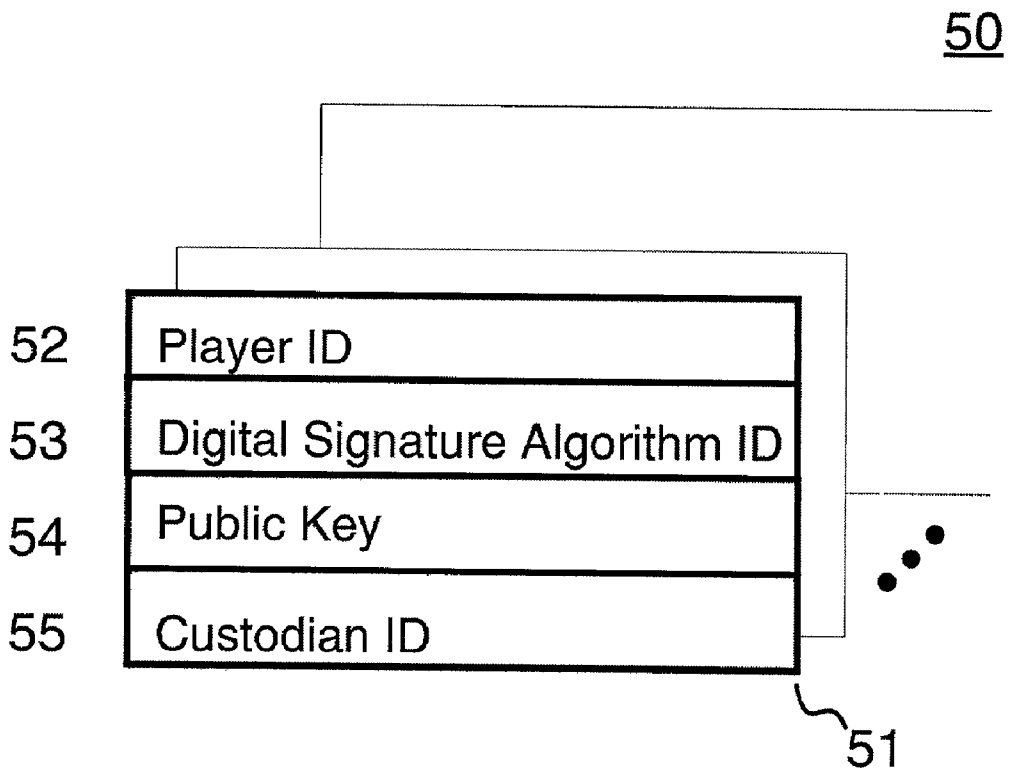 50
52 Player ID
53 Digital Signature Algorithm ID
54 Public Key
55 Custodian ID
51